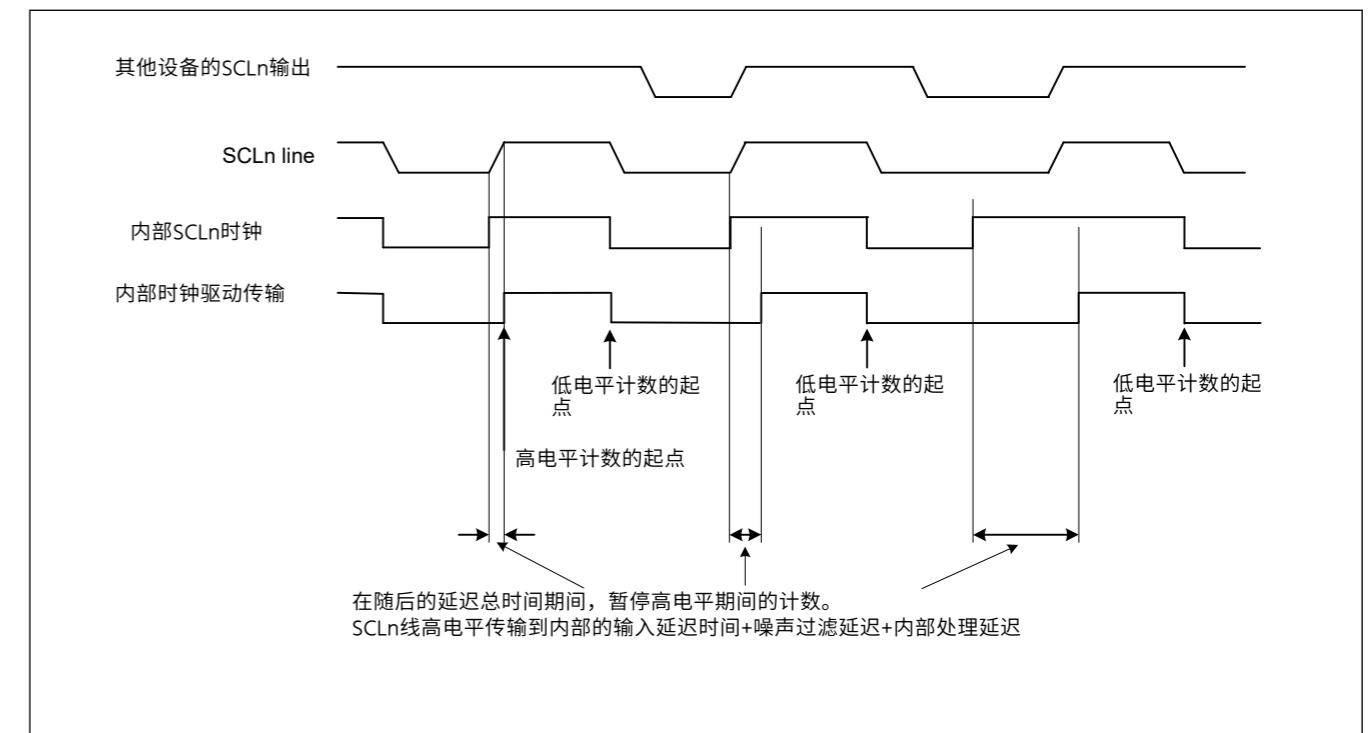 其他设备的SCLn输出
SCLn line
内部SCLn时钟
内部时钟驱动传输
低电平计数的起
点
低电平计数的起
点
低电平计数的起
点
高电平计数的起点
在随后的延迟总时间期间，暂停高电平期间的计数。
SCLn线高电平传输到内部的输入延迟时间+噪声过滤延迟+内部处理延迟